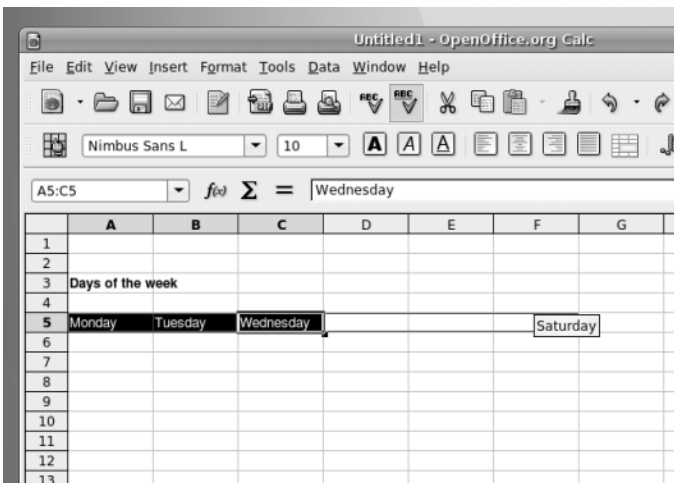 Untitled1 - OpenOffice.org Calc
File Edit View Insert Format Tools Data Window Help
ABC ABC
Nimbus Sans L 10 A A A
A5:C5 f(x) Σ = Wednesday
A B C D E F G
1
2
3 Days of the week
4
5 Monday Tuesday Wednesday Saturday
6
7
8
9
10
11
12
13